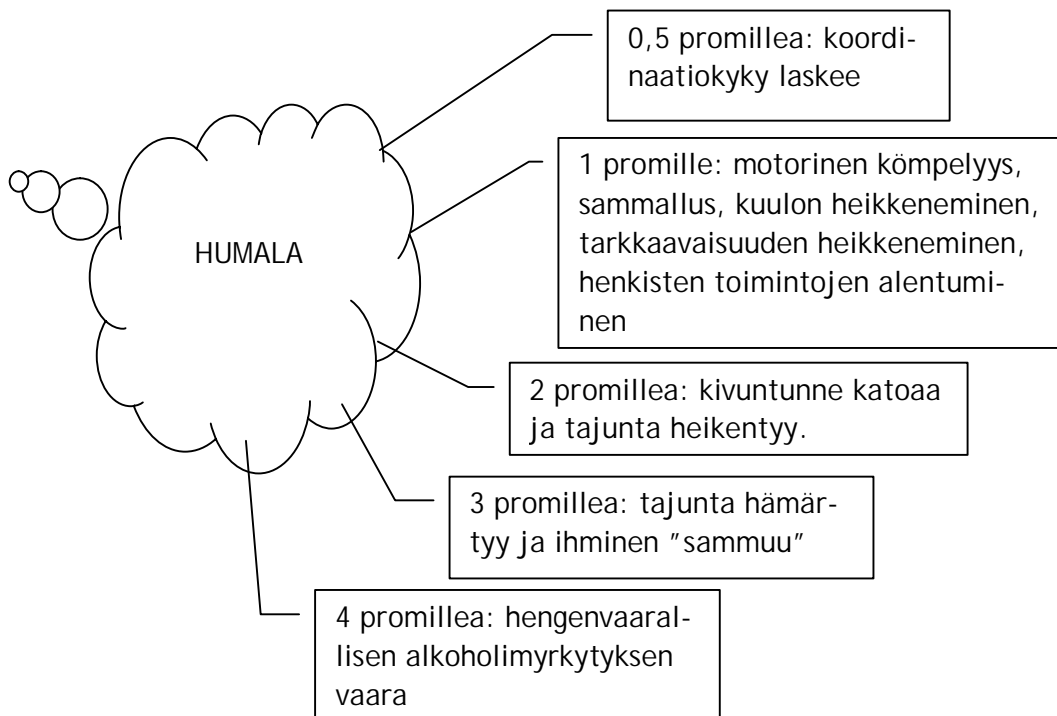 0,5 promillea: koordi-
naatiokyky laskee
1 promille: motorinen kömpelyys,
sammallus, kuulon heikkeneminen,
tarkkaavaisuuden heikkeneminen,
henkisten toimintojen alentumi-
nen
HUMALA
2 promillea: kivuntunne katoaa
ja tajunta heikentyy.
3 promillea: tajunta hämär-
tyy ja ihminen ”sammuu”
4 promillea: hengenvaaral-
lisen alkoholimyrkytyksen
vaara